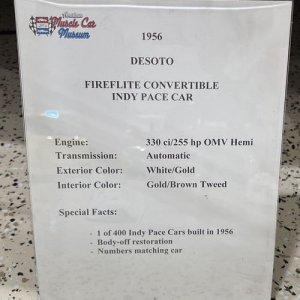 Muscle Car
Museum
1956
DESOTO
FIREFLITE CONVERTIBLE
INDY PACE CAR
Engine: 330 ci/255 hp OMV Hemi
Transmission: Automatic
Exterior Color: White/Gold
Interior Color: Gold/Brown Tweed
Special Facts:
- 1 of 400 Indy Pace Cars built in 1956
- Body-off restoration
- Numbers matching car